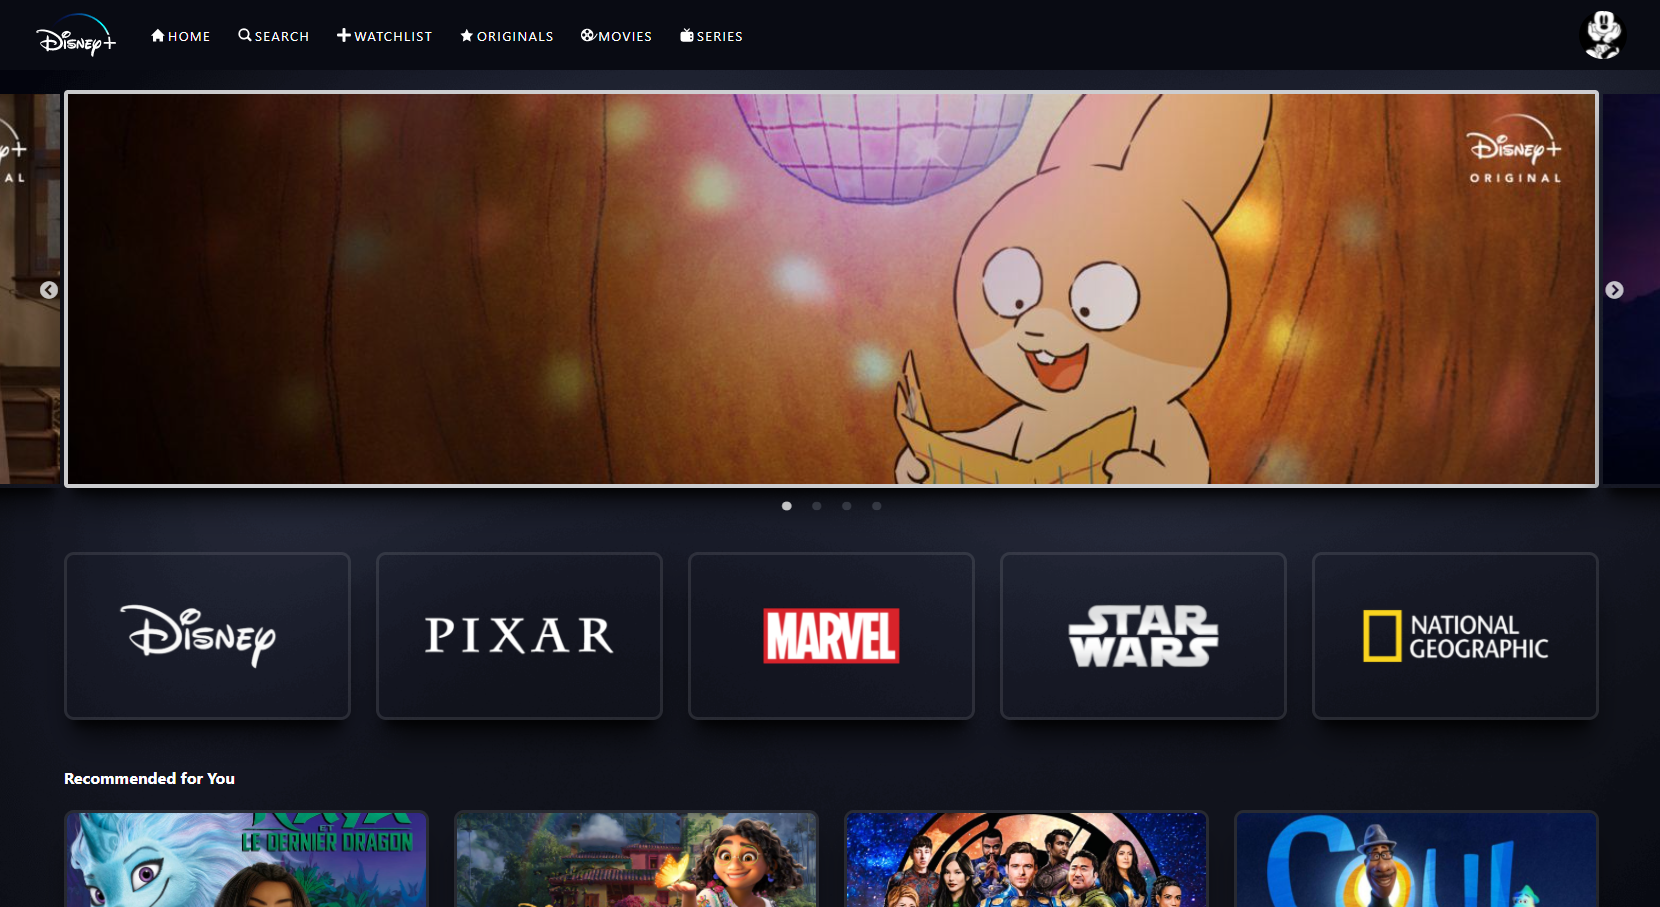 Disney+
HOME
SEARCH
WATCHLIST
ORIGINALS
MOVIES
SERIES
Disney+
ORIGINAL
Disney
PIXAR
MARVEL
STAR
WARS
NATIONAL
GEOGRAPHIC
Recommended for You
RAYA
ET
LE DERNIER DRAGON